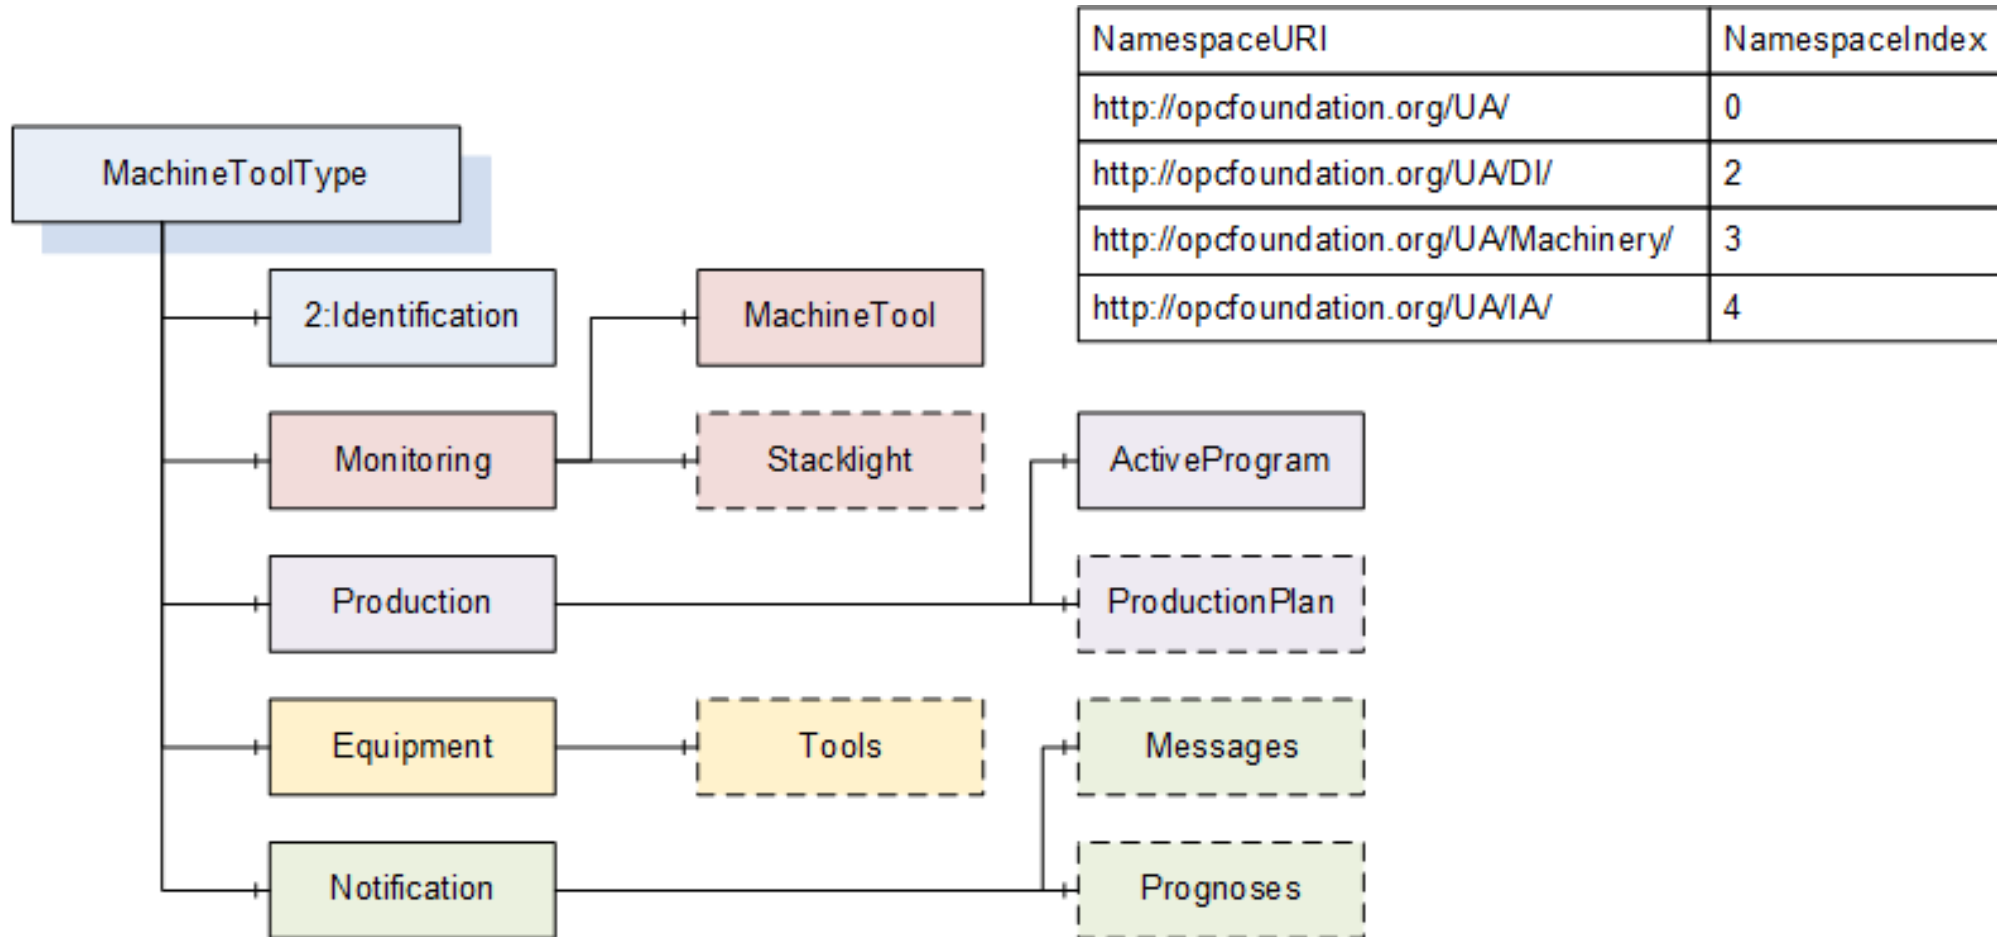 NamespaceURI NamespaceIndex
http://opcfoundation.org/UA/ 0
http://opcfoundation.org/UA/DI/ 2
http://opcfoundation.org/UA/Machinery/ 3
http://opcfoundation.org/UA/IA/ 4
MachineToolType
2:Identification
MachineTool
Monitoring
Stacklight
ActiveProgram
Production
ProductionPlan
Equipment
Tools
Messages
Notification
Prognoses